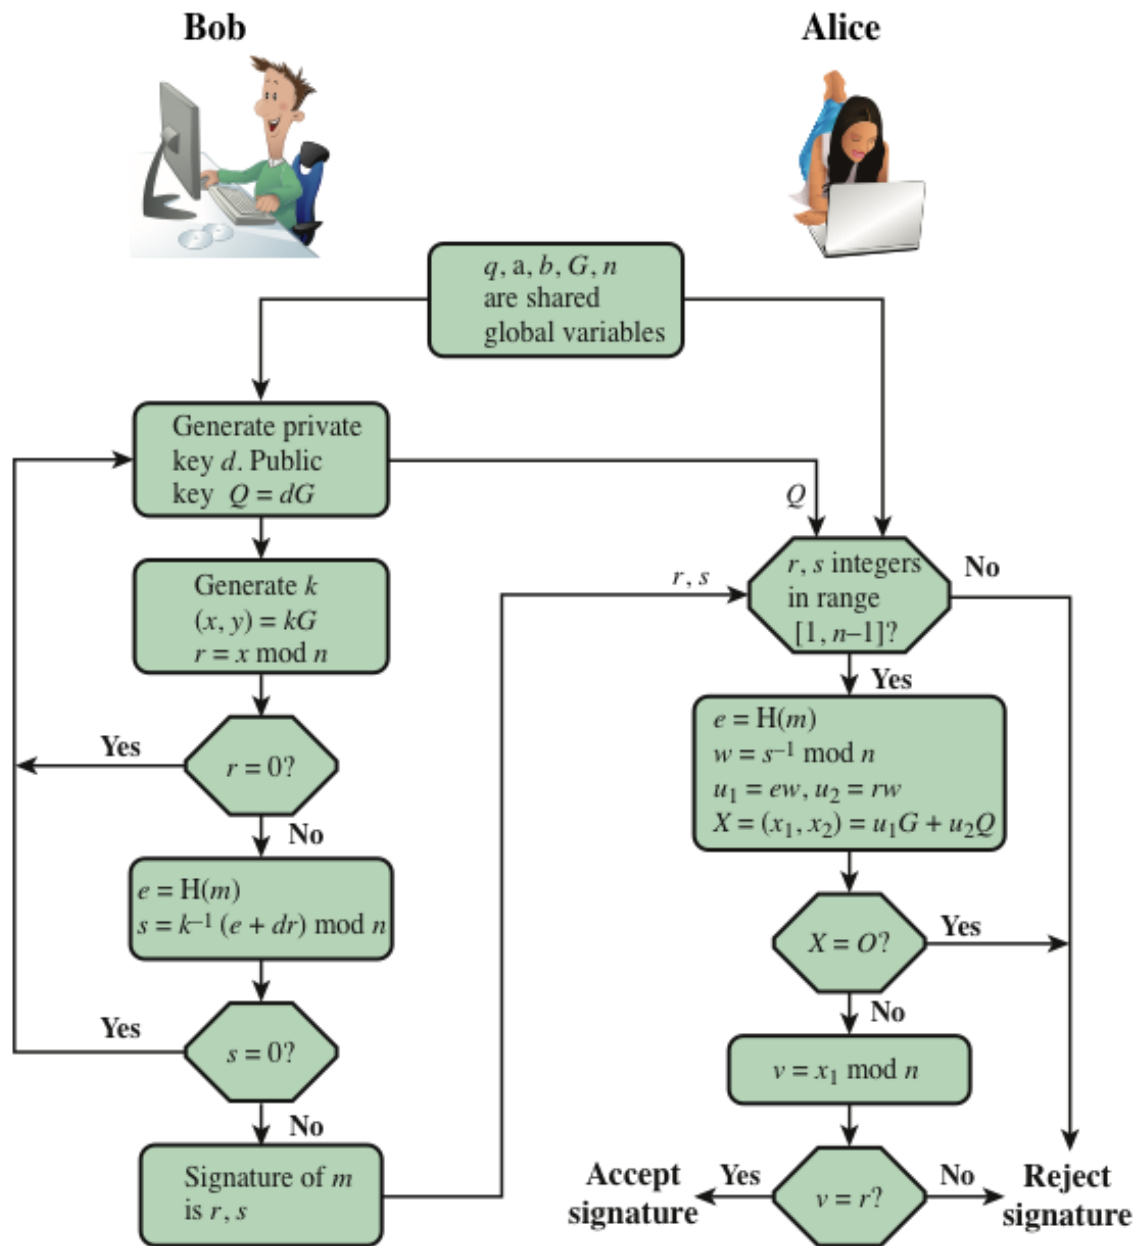 Bob
Alice
q, a, b, G, n
are shared
global variables
Generate private
key d. Public
key Q = dG
Q
Generate k
(x, y) = kG
r = x mod n
r, s
r, s integers
in range
[1, n–1]?
No
Yes
Yes
r = 0?
No
e = H(m)
w = s⁻¹ mod n
u₁ = ew, u₂ = rw
X = (x₁, x₂) = u₁G + u₂Q
e = H(m)
s = k⁻¹ (e + dr) mod n
X = O?
Yes
No
Yes
s = 0?
No
v = x₁ mod n
Signature of m
is r, s
Accept
signature
Yes
v = r?
No
Reject
signature